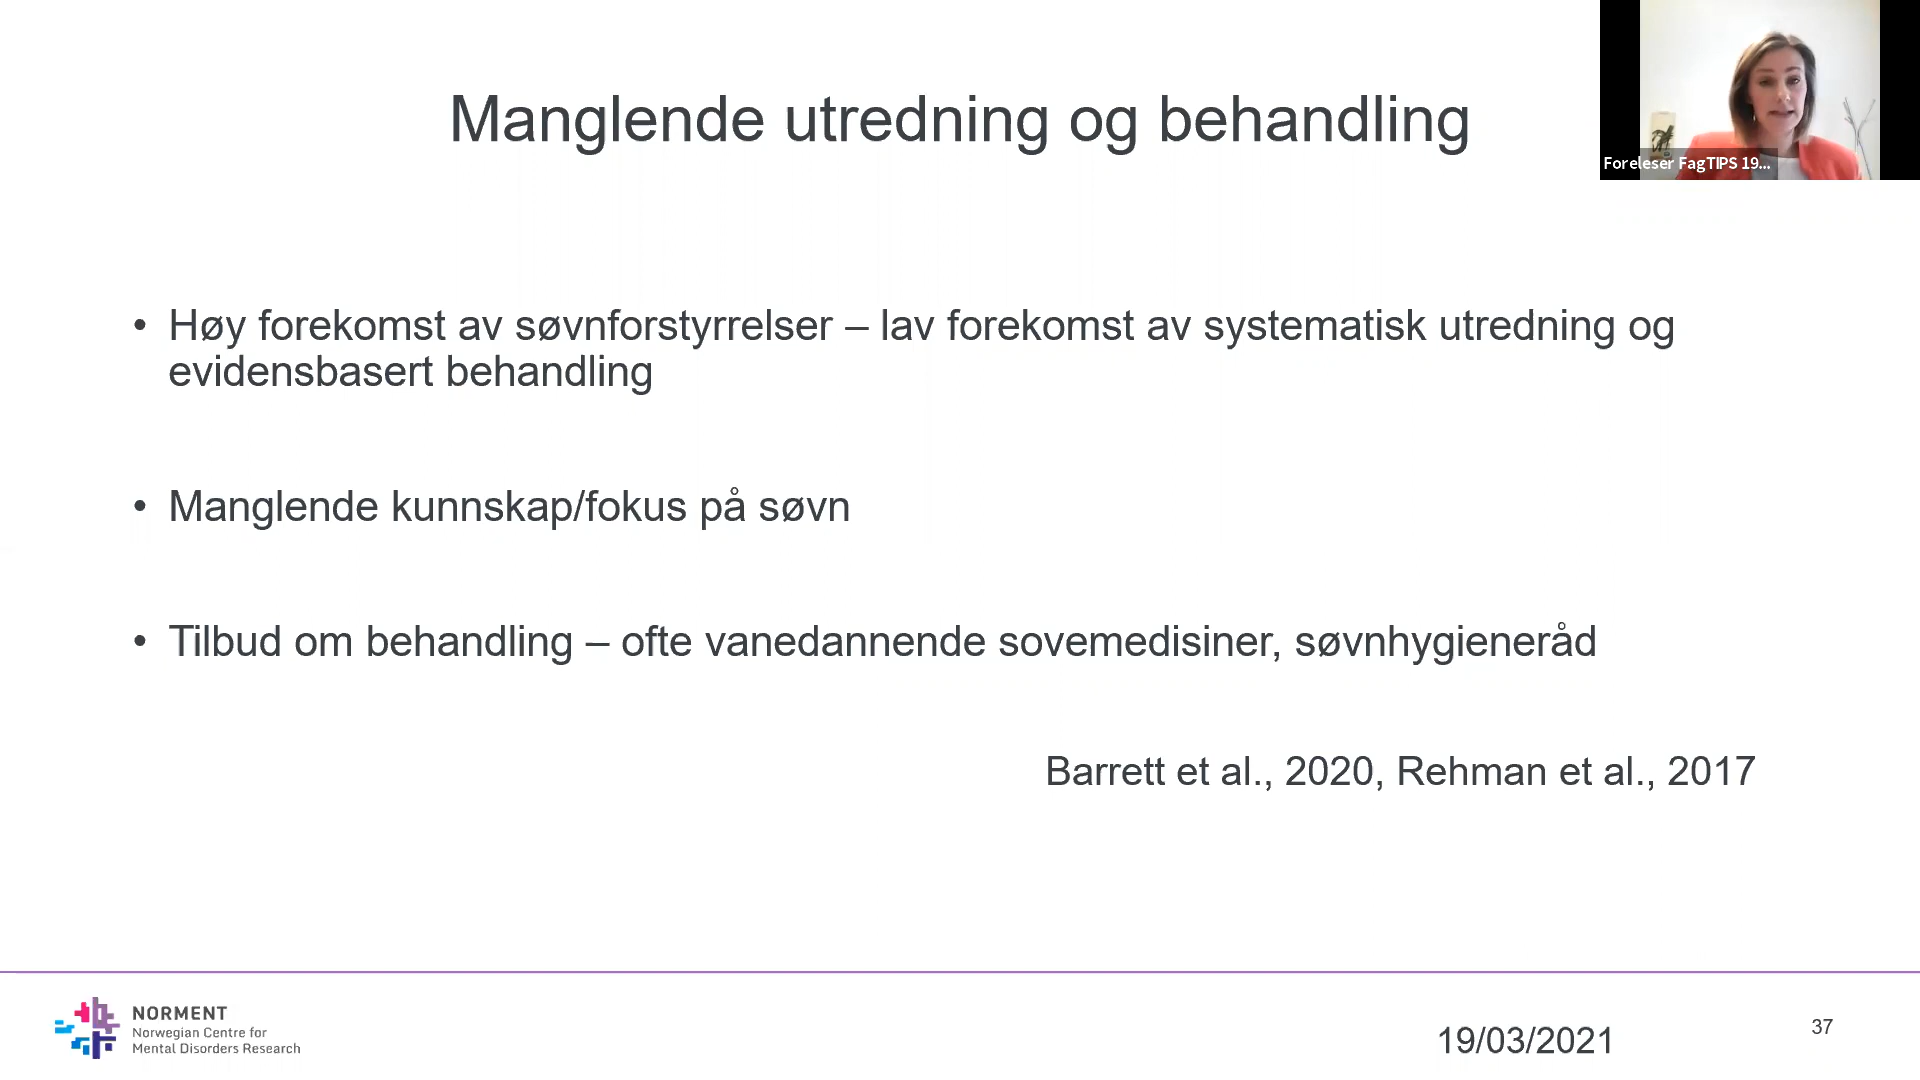 Manglende utredning og behandling
Foreleser FagTIPS 19...
• Høy forekomst av søvnforstyrrelser – lav forekomst av systematisk utredning og
evidensbasert behandling
• Manglende kunnskap/fokus på søvn
• Tilbud om behandling – ofte vanedannende sovemedisiner, søvnhygieneråd
Barrett et al., 2020, Rehman et al., 2017
NORMENT
Norwegian Centre for
Mental Disorders Research
19/03/2021
37